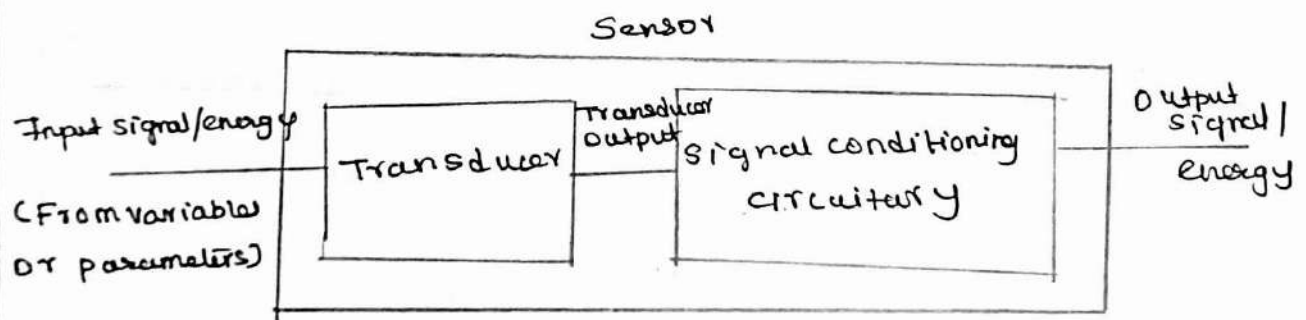 Sensor
Input signal/energy
(From variables
or parameters)
Transducer
Transducer
output
signal conditioning
circuitary
Output
signal/
energy